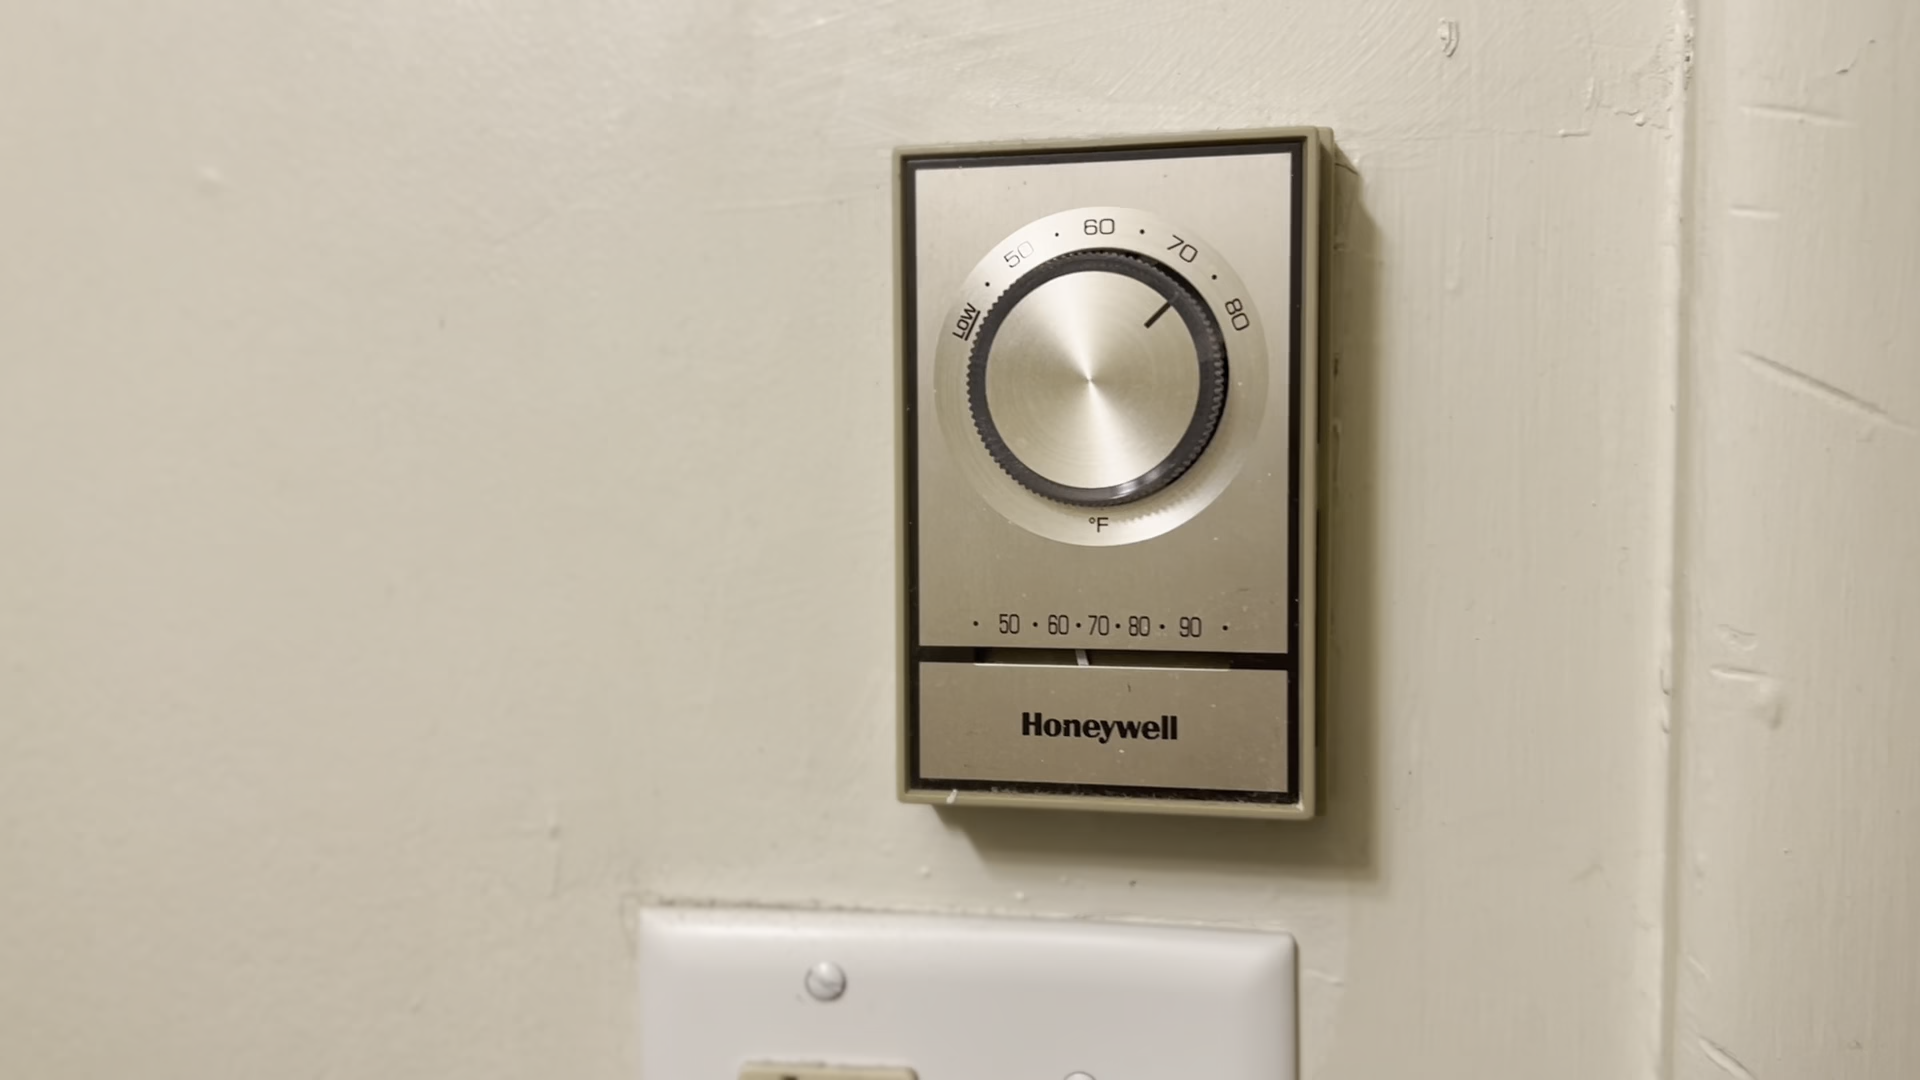 LOW · 50 · 60 · 70 · 80
°F
· 50 · 60 · 70 · 80 · 90 ·
Honeywell